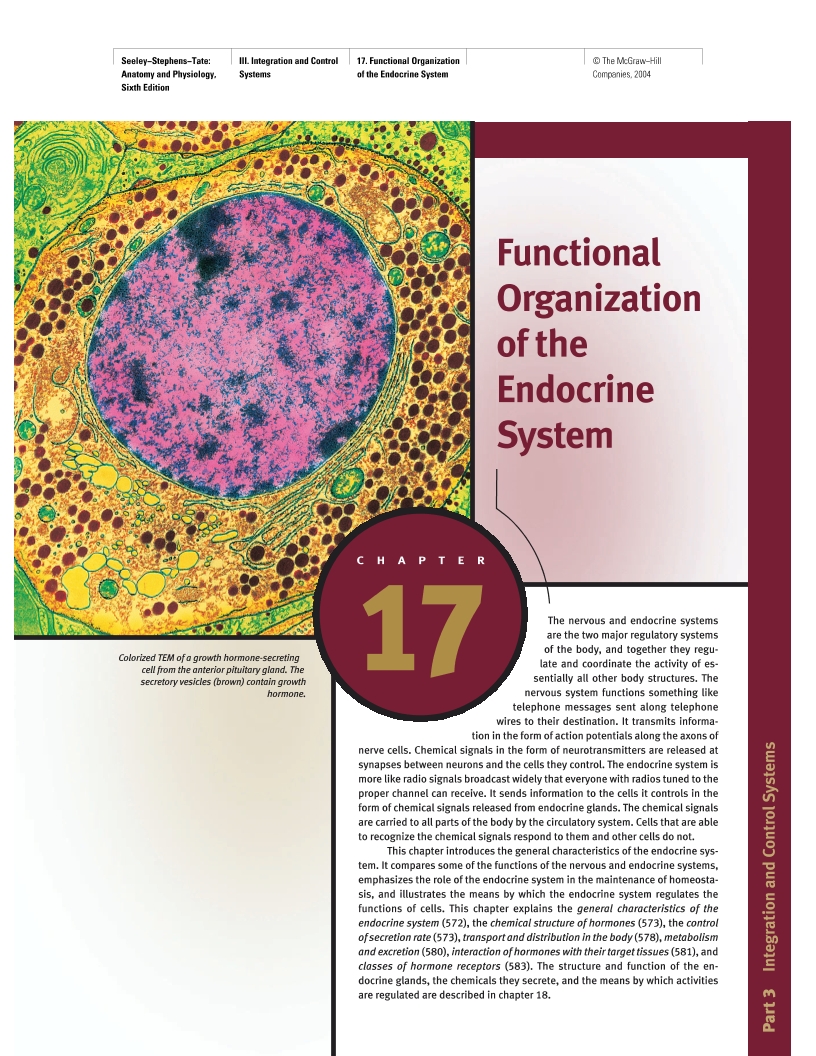 Seeley−Stephens−Tate:
Anatomy and Physiology,
Sixth Edition
III. Integration and Control
Systems
17. Functional Organization
of the Endocrine System
© The McGraw−Hill
Companies, 2004
Functional
Organization
of the
Endocrine
System
CHAPTER
17
Colorized TEM of a growth hormone-secreting
cell from the anterior pituitary gland. The
secretory vesicles (brown) contain growth
hormone.
The nervous and endocrine systems
are the two major regulatory systems
of the body, and together they regu-
late and coordinate the activity of es-
sentially all other body structures. The
nervous system functions something like
telephone messages sent along telephone
wires to their destination. It transmits informa-
tion in the form of action potentials along the axons of
nerve cells. Chemical signals in the form of neurotransmitters are released at
synapses between neurons and the cells they control. The endocrine system is
more like radio signals broadcast widely that everyone with radios tuned to the
proper channel can receive. It sends information to the cells it controls in the
form of chemical signals released from endocrine glands. The chemical signals
are carried to all parts of the body by the circulatory system. Cells that are able
to recognize the chemical signals respond to them and other cells do not.
This chapter introduces the general characteristics of the endocrine sys-
tem. It compares some of the functions of the nervous and endocrine systems,
emphasizes the role of the endocrine system in the maintenance of homeosta-
sis, and illustrates the means by which the endocrine system regulates the
functions of cells. This chapter explains the general characteristics of the
endocrine system (572), the chemical structure of hormones (573), the control
of secretion rate (573), transport and distribution in the body (578), metabolism
and excretion (580), interaction of hormones with their target tissues (581), and
classes of hormone receptors (583). The structure and function of the en-
docrine glands, the chemicals they secrete, and the means by which activities
are regulated are described in chapter 18.
Part 3 Integration and Control Systems